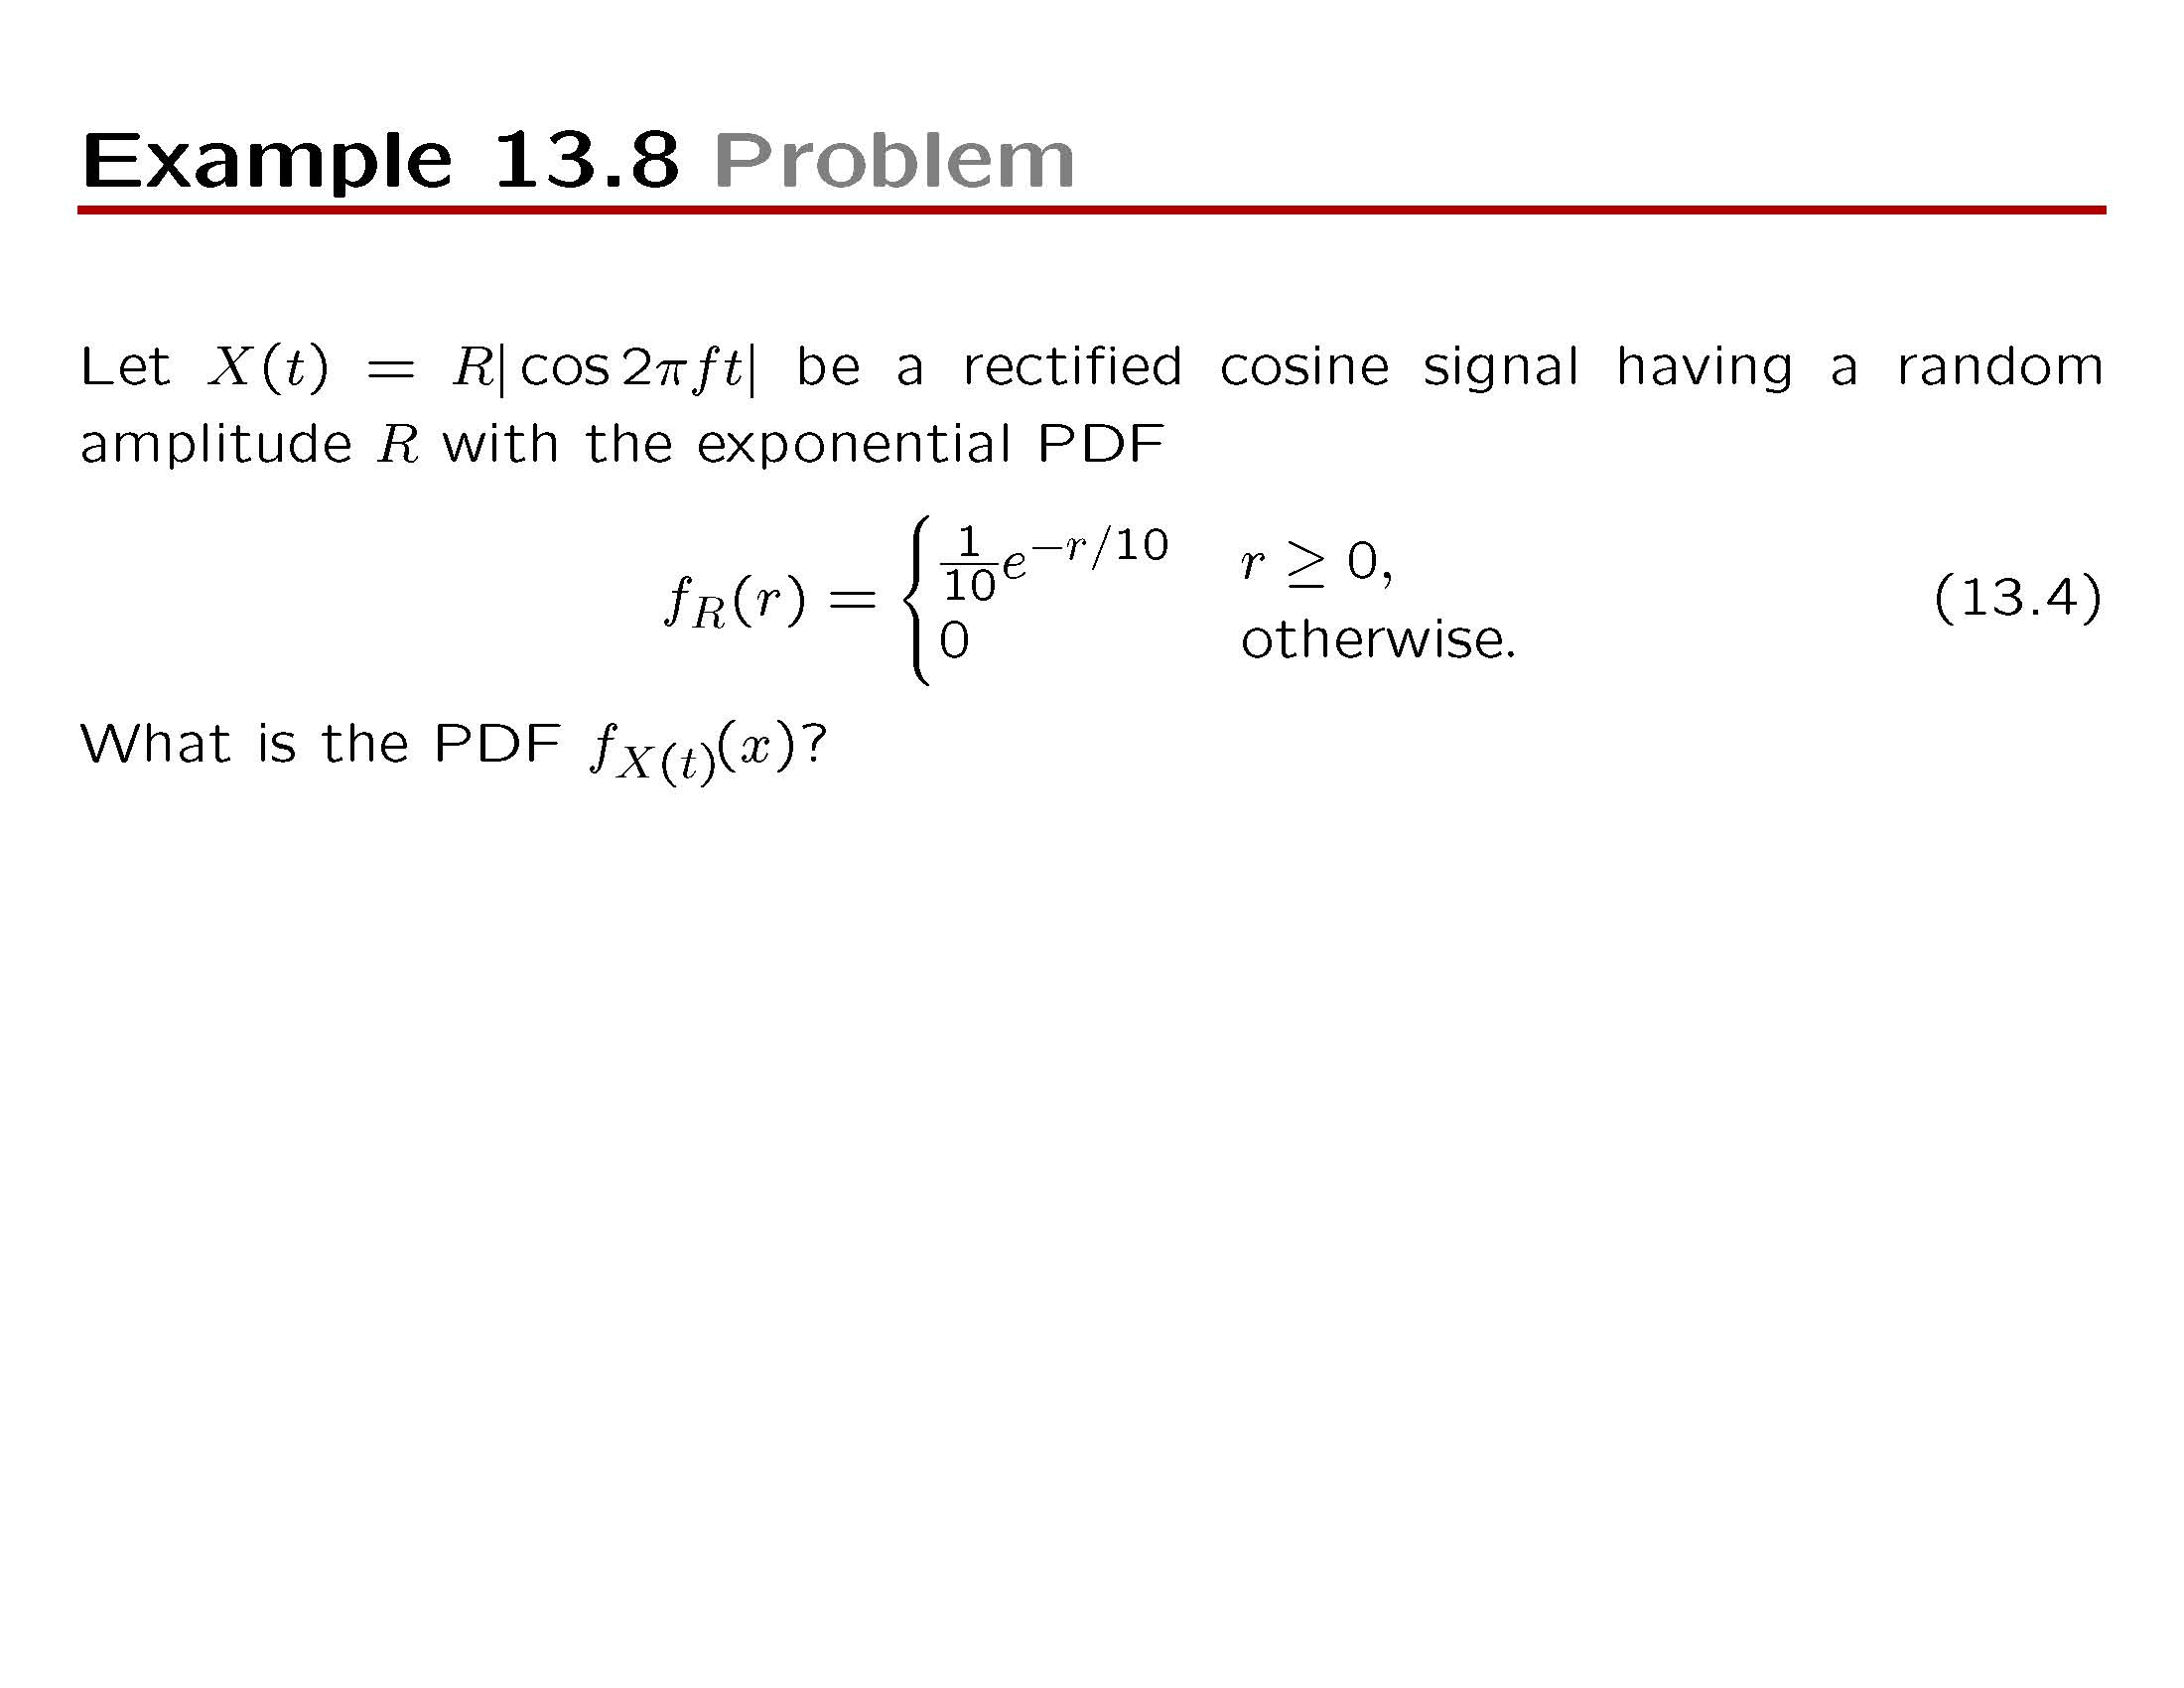 Example 13.8 Problem
Let X(t) = R| cos 2πft| be a rectified cosine signal having a random
amplitude R with the exponential PDF
f_R(r) = { \frac{1}{10} e^{-r/10} r ≥ 0,
0 otherwise. (13.4)
What is the PDF f_{X(t)}(x)?